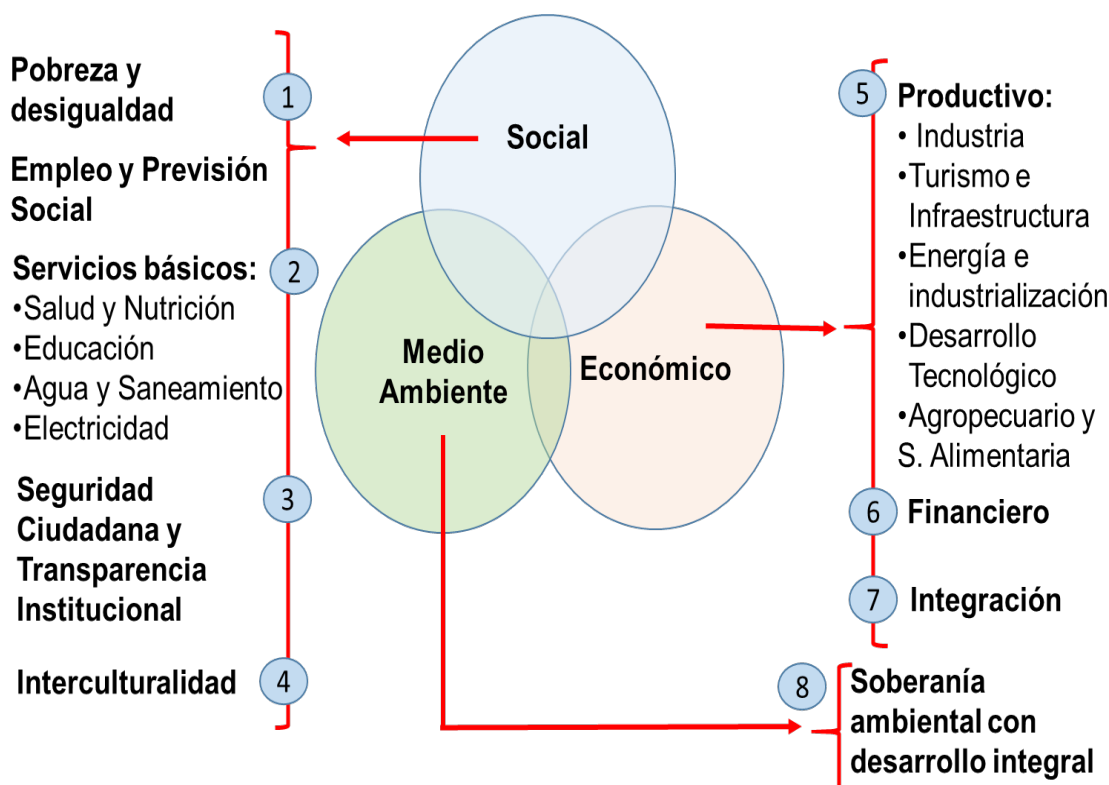 Pobreza y
desigualdad
1
Empleo y Previsión
Social
Servicios básicos:
2
•Salud y Nutrición
•Educación
•Agua y Saneamiento
•Electricidad
Seguridad
Ciudadana y
Transparencia
Institucional
3
Interculturalidad
4
Social
Medio
Ambiente
Económico
5
Productivo:
• Industria
•Turismo e
Infraestructura
•Energía e
industrialización
•Desarrollo
Tecnológico
•Agropecuario y
S. Alimentaria
6
Financiero
7
Integración
8
Soberanía
ambiental con
desarrollo integral